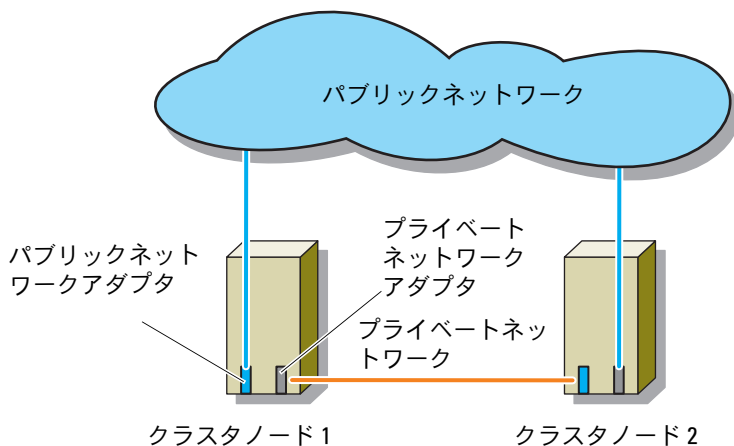 パブリックネットワーク
パブリックネット
ワークアダプタ
プライベート
ネットワーク
アダプタ
プライベートネッ
トワーク
クラスタノード 1
クラスタノード 2